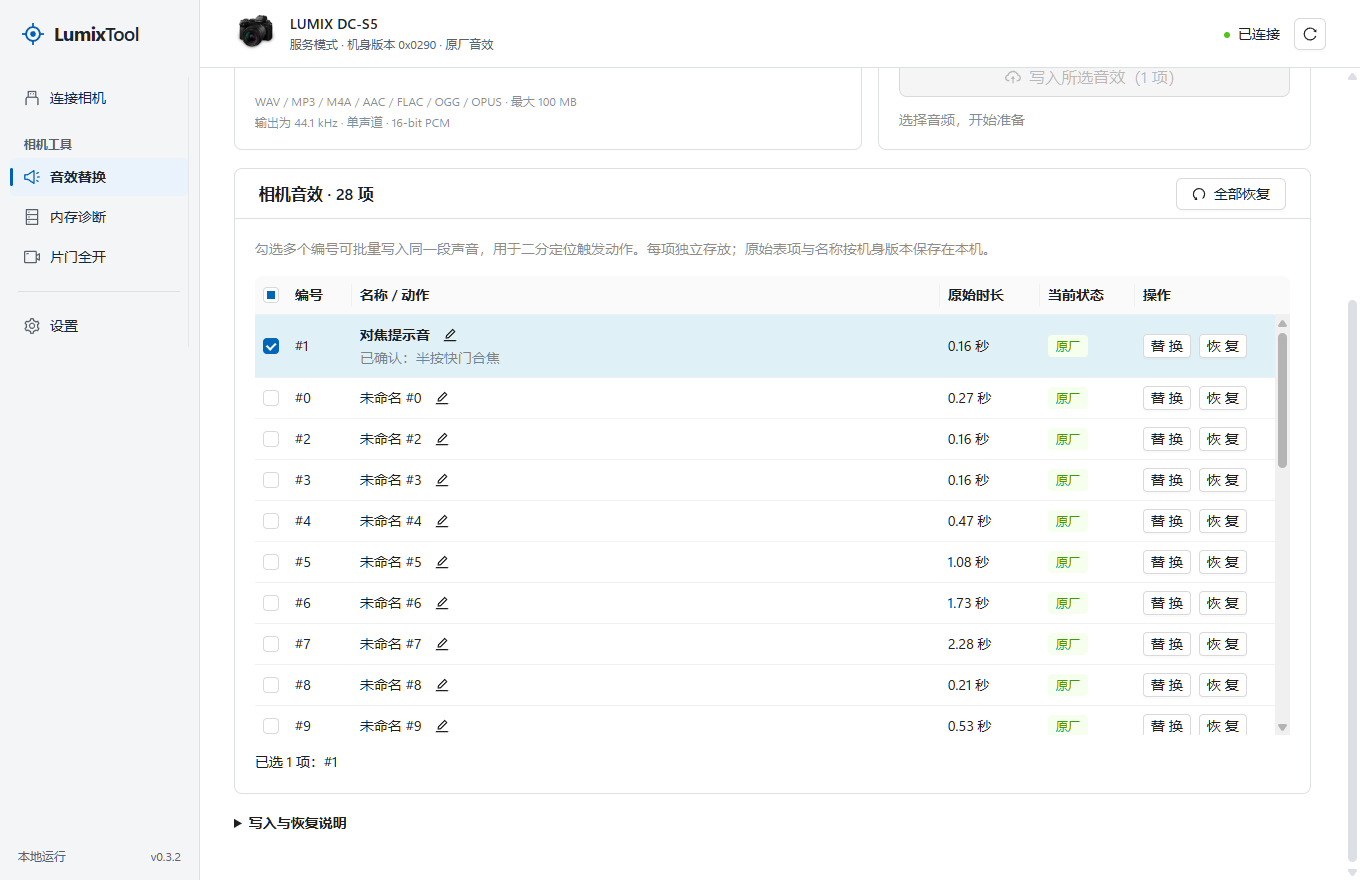 LumixTool
LUMIX DC-S5
服务模式 · 机身版本 0x0290 · 原厂音效
已连接
连接相机
相机工具
音效替换
内存诊断
片门全开
设置
本地运行
v0.3.2
WAV / MP3 / M4A / AAC / FLAC / OGG / OPUS · 最大 100 MB
输出为 44.1 kHz · 单声道 · 16-bit PCM
写入所选音效（1 项）
选择音频，开始准备
相机音效 · 28 项
全部恢复
勾选多个编号可批量写入同一段声音，用于二分定位触发动作。每项独立存放；原始表项与名称按机身版本保存在本机。
编号 名称 / 动作 原始时长 当前状态 操作
#1 对焦提示音 0.16 秒 原厂 替换 恢复
已确认：半按快门合焦
#0 未命名 #0 0.27 秒 原厂 替换 恢复
#2 未命名 #2 0.16 秒 原厂 替换 恢复
#3 未命名 #3 0.16 秒 原厂 替换 恢复
#4 未命名 #4 0.47 秒 原厂 替换 恢复
#5 未命名 #5 1.08 秒 原厂 替换 恢复
#6 未命名 #6 1.73 秒 原厂 替换 恢复
#7 未命名 #7 2.28 秒 原厂 替换 恢复
#8 未命名 #8 0.21 秒 原厂 替换 恢复
#9 未命名 #9 0.53 秒 原厂 替换 恢复
已选 1 项：#1
写入与恢复说明